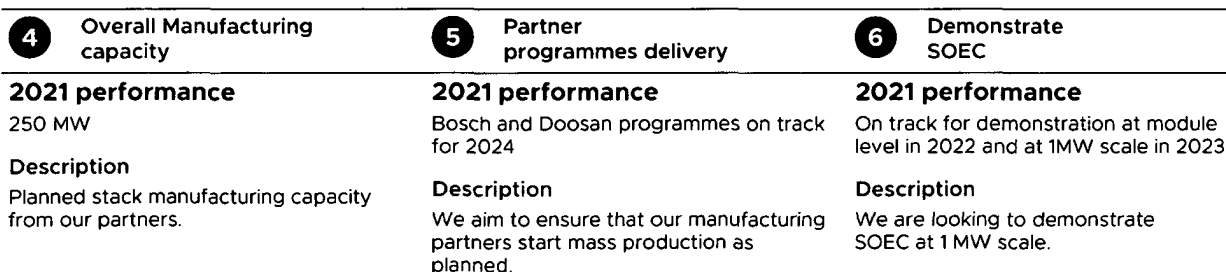 4
Overall Manufacturing
capacity
2021 performance
250 MW
Description
Planned stack manufacturing capacity
from our partners.
5
Partner
programmes delivery
2021 performance
Bosch and Doosan programmes on track
for 2024
Description
We aim to ensure that our manufacturing
partners start mass production as
planned.
6
Demonstrate
SOEC
2021 performance
On track for demonstration at module
level in 2022 and at 1MW scale in 2023
Description
We are looking to demonstrate
SOEC at 1 MW scale.